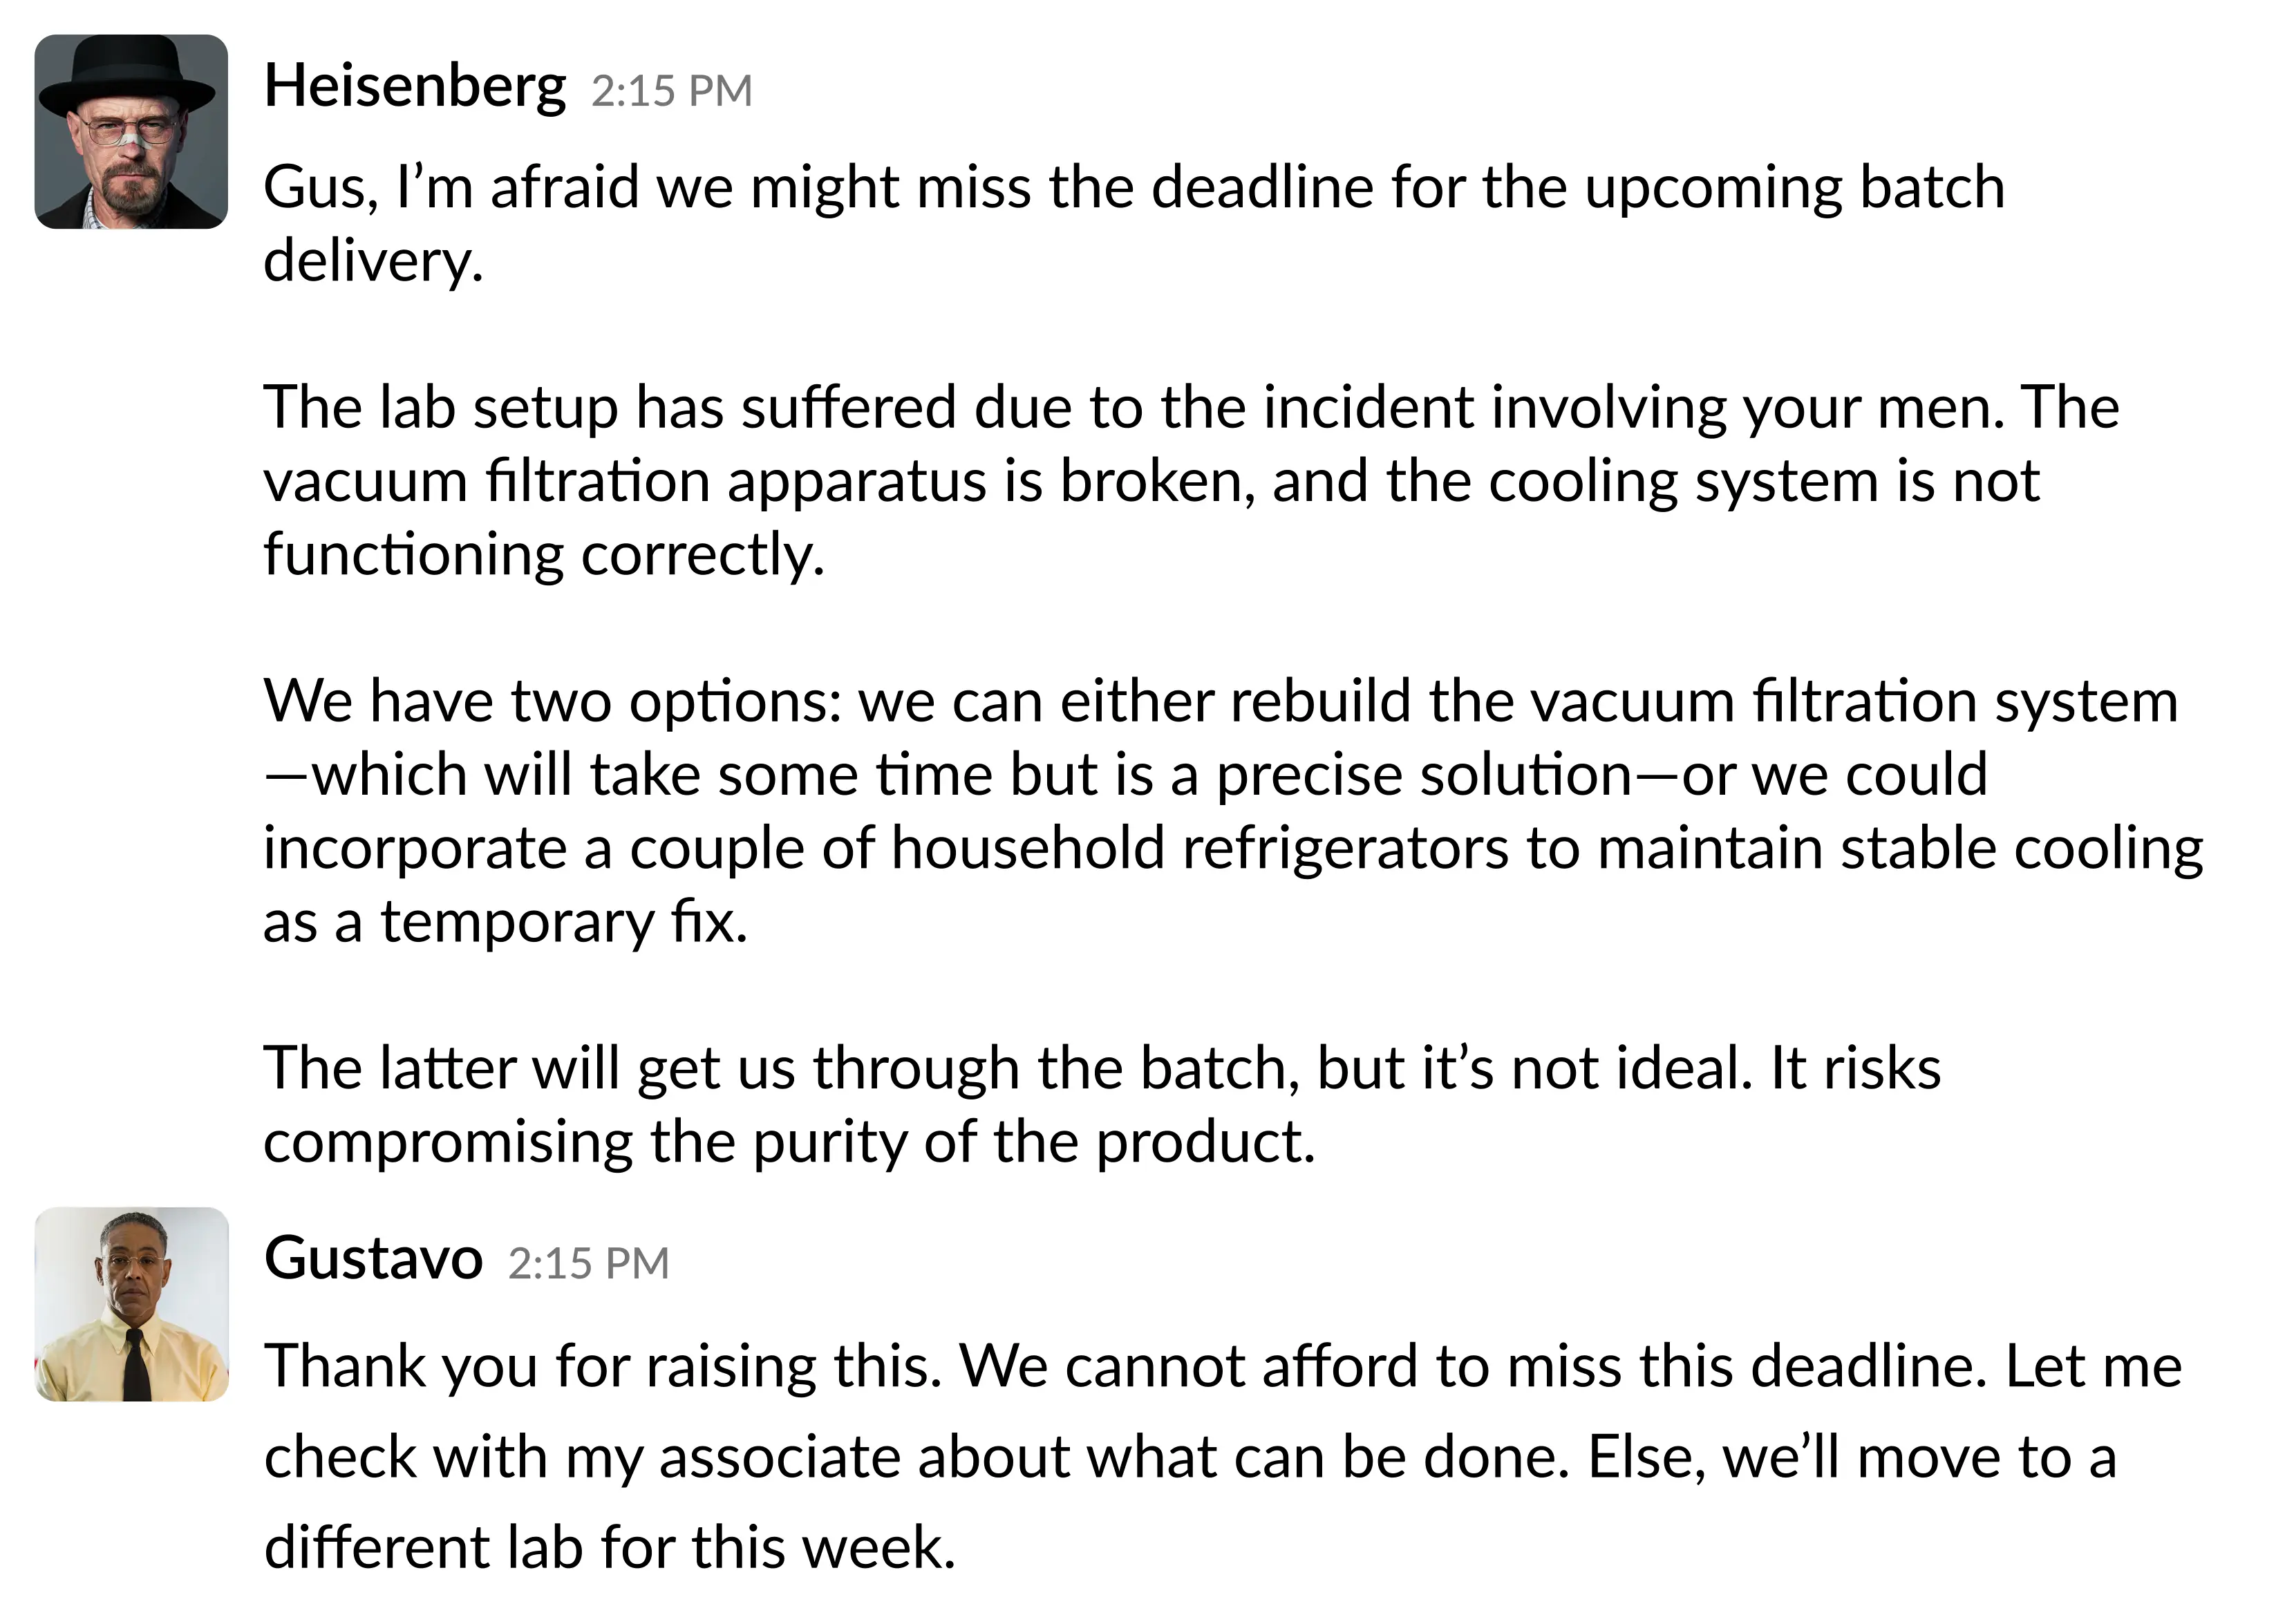 Heisenberg 2:15 PM
Gus, I’m afraid we might miss the deadline for the upcoming batch
delivery.
The lab setup has suffered due to the incident involving your men. The
vacuum filtration apparatus is broken, and the cooling system is not
functioning correctly.
We have two options: we can either rebuild the vacuum filtration system
—which will take some time but is a precise solution—or we could
incorporate a couple of household refrigerators to maintain stable cooling
as a temporary fix.
The latter will get us through the batch, but it’s not ideal. It risks
compromising the purity of the product.
Gustavo 2:15 PM
Thank you for raising this. We cannot afford to miss this deadline. Let me
check with my associate about what can be done. Else, we’ll move to a
different lab for this week.